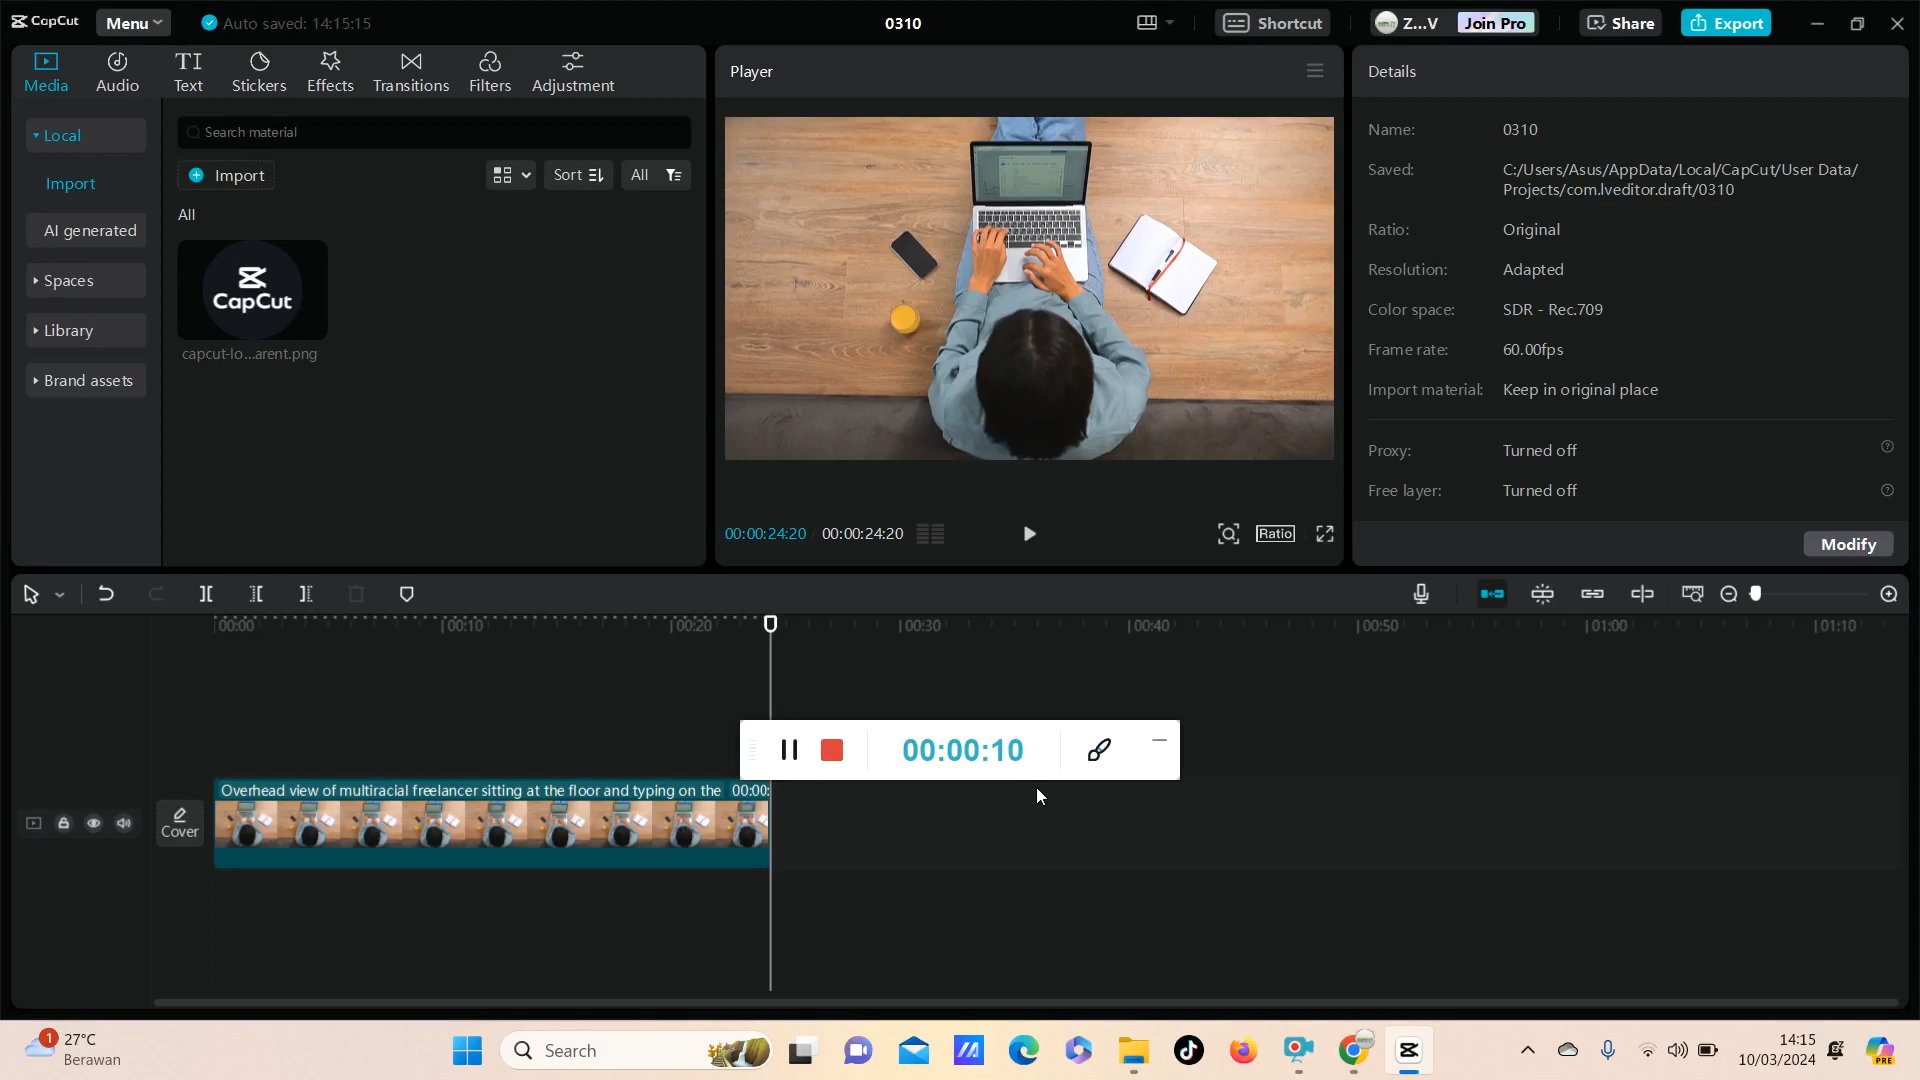 CapCut
Menu
Auto saved: 14:15:15
0310
Shortcut
Z...V
Join Pro
Share
Export
Media
Audio
TI
Text
Stickers
Effects
Transitions
Filters
Adjustment
Local
Import
AI generated
Spaces
Library
Brand assets
Search material
Import
Sort
All
All
CapCut
capcut-lo...arent.png
Player
00:00:24:20
00:00:24:20
Ratio
Details
Name: 0310
Saved: C:/Users/Asus/AppData/Local/CapCut/User Data/
Projects/com.lveditor.draft/0310
Ratio: Original
Resolution: Adapted
Color space: SDR - Rec.709
Frame rate: 60.00fps
Import material: Keep in original place
Proxy: Turned off
Free layer: Turned off
Modify
00:00
00:10
00:20
00:30
00:40
00:50
01:00
01:10
00:00:10
Overhead view of multiracial freelancer sitting at the floor and typing on the 00:00:
Cover
1
27°C
Berawan
Search
14:15
10/03/2024
PRE